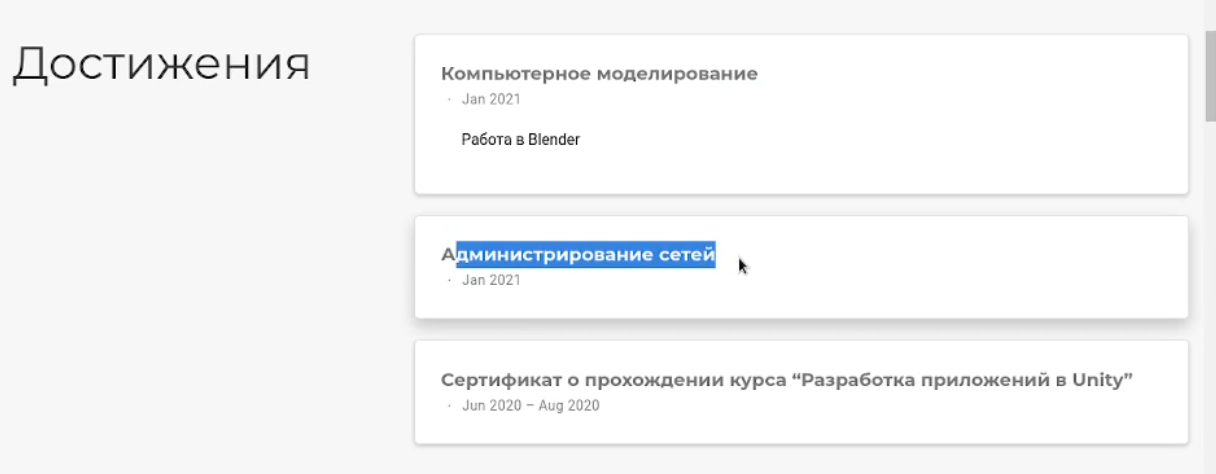 Достижения
Компьютерное моделирование
· Jan 2021
Работа в Blender
Администрирование сетей
· Jan 2021
Сертификат о прохождении курса “Разработка приложений в Unity”
· Jun 2020 – Aug 2020